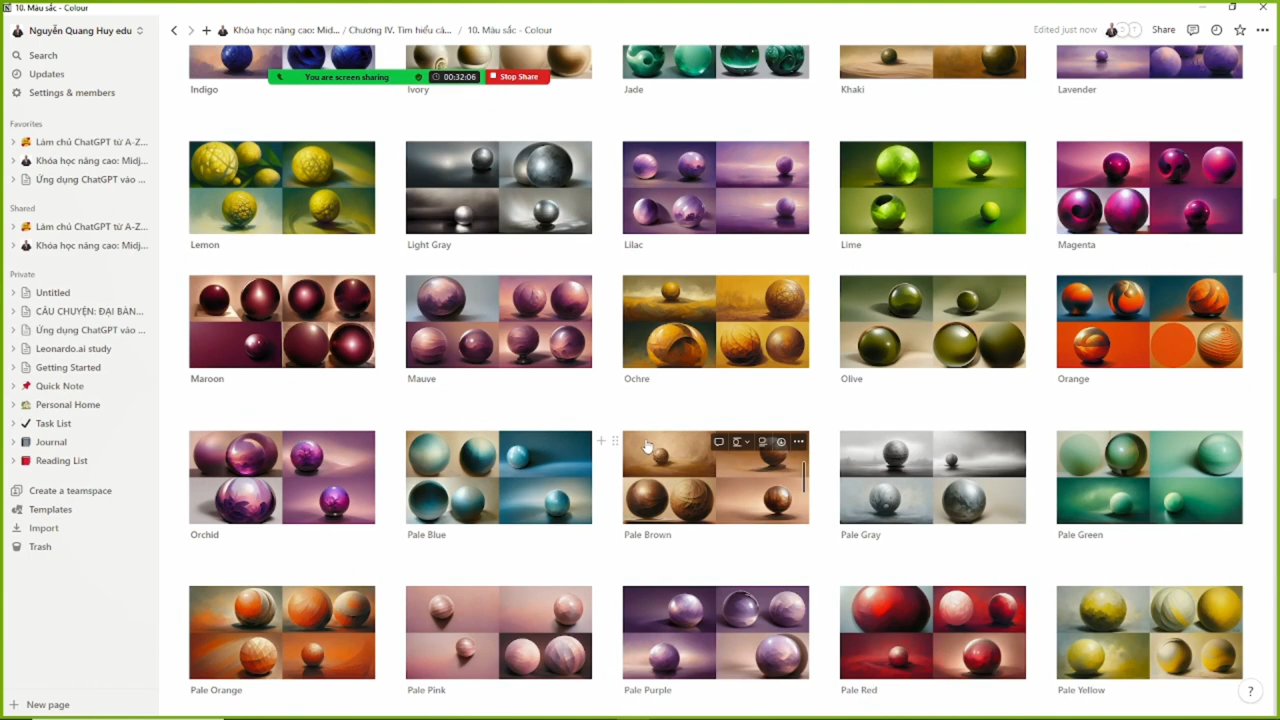 10. Màu sắc - Colour
Nguyễn Quang Huy edu
Khóa học nâng cao: Mid... / Chương IV. Tìm hiểu cá... / 10. Màu sắc - Colour
Edited just now
Share
Search
Updates
Settings & members
Favorites
Làm chủ ChatGPT từ A-Z...
Khóa học nâng cao: Midj...
Ứng dụng ChatGPT vào ...
Shared
Làm chủ ChatGPT từ A-Z...
Khóa học nâng cao: Midj...
Private
Untitled
CÂU CHUYỆN: ĐẠI BÀN...
Ứng dụng ChatGPT vào ...
Leonardo.ai study
Getting Started
Quick Note
Personal Home
Task List
Journal
Reading List
Create a teamspace
Templates
Import
Trash
New page
You are screen sharing 00:32:06 Stop Share
Indigo Ivory Jade Khaki Lavender
Lemon Light Gray Lilac Lime Magenta
Maroon Mauve Ochre Olive Orange
Orchid Pale Blue Pale Brown Pale Gray Pale Green
Pale Orange Pale Pink Pale Purple Pale Red Pale Yellow
?